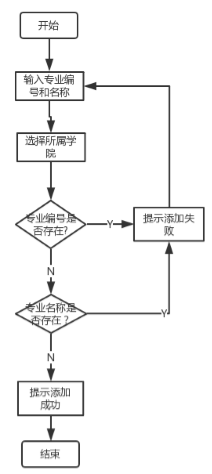 开始
输入专业编
号和名称
选择所属学
院
专业编号是
否存在?
Y
提示添加失
败
N
专业名称是
否存在？
Y
N
提示添加
成功
结束